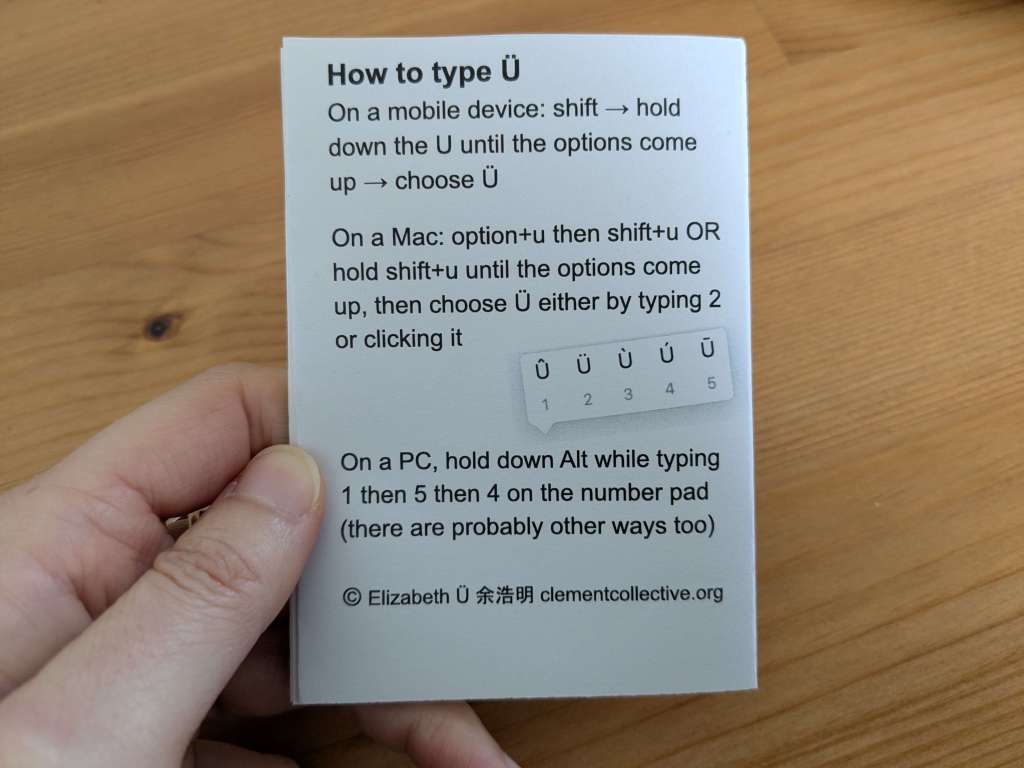 How to type Ü
On a mobile device: shift → hold
down the U until the options come
up → choose Ü
On a Mac: option+u then shift+u OR
hold shift+u until the options come
up, then choose Ü either by typing 2
or clicking it
Û Ü Ù Ú Ū
1 2 3 4 5
On a PC, hold down Alt while typing
1 then 5 then 4 on the number pad
(there are probably other ways too)
© Elizabeth Ü 余浩明 clementcollective.org